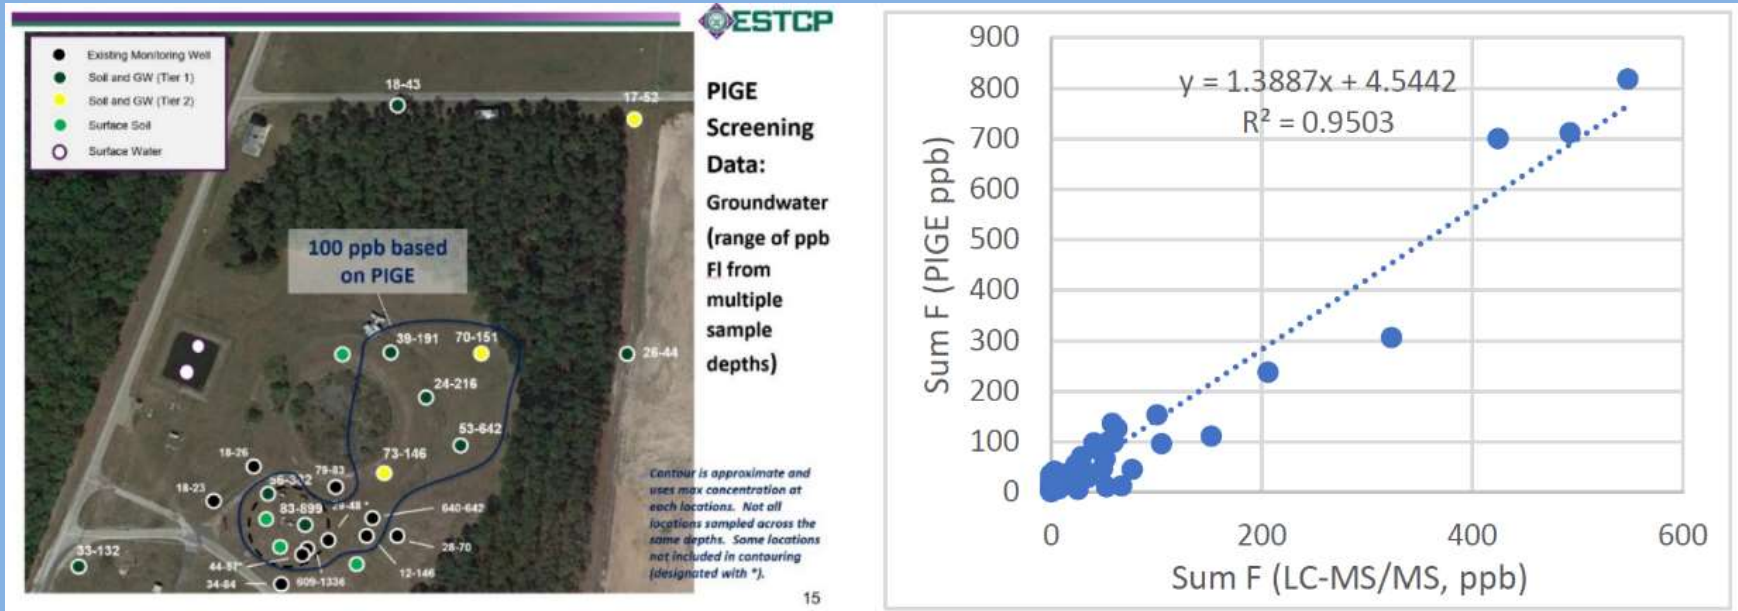 ESTCP
Existing Monitoring Well
Soil and GW (Tier 1)
Soil and GW (Tier 2)
Surface Soil
Surface Water
18-43
17-52
100 ppb based
on PIGE
39-191
70-151
26-44
24-216
53-642
73-146
18-26
79-83
18-23
83-899
29-48 *
640-642
28-70
33-132
44-51*
12-146
34-84
609-1336
PIGE
Screening
Data:
Groundwater
(range of ppb
Fl from
multiple
sample
depths)
Contour is approximate and
uses max concentration at
each locations. Not all
locations sampled across the
same depths. Some locations
not included in contouring
(designated with *).
15
y = 1.3887x + 4.5442
R² = 0.9503
Sum F (PIGE ppb)
900
800
700
600
500
400
300
200
100
0
0
200
400
600
Sum F (LC-MS/MS, ppb)